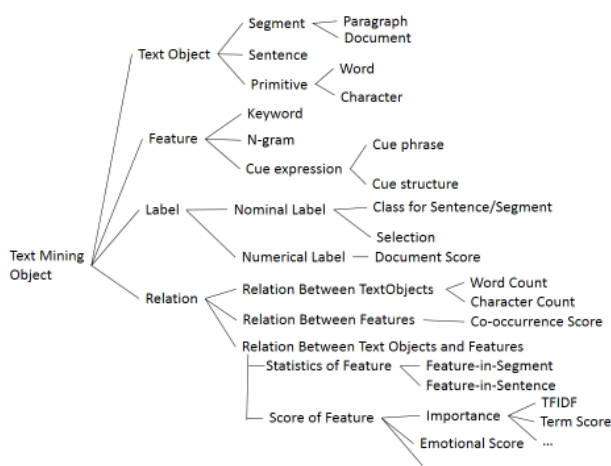 Segment
Paragraph
Document
Text Object
Sentence
Primitive
Word
Character
Keyword
Feature
N-gram
Cue expression
Cue phrase
Cue structure
Label
Nominal Label
Class for Sentence/Segment
Selection
Numerical Label
Document Score
Text Mining
Object
Relation
Relation Between TextObjects
Word Count
Character Count
Relation Between Features
Co-occurrence Score
Relation Between Text Objects and Features
Statistics of Feature
Feature-in-Segment
Feature-in-Sentence
Score of Feature
Importance
TFIDF
Term Score
...
Emotional Score